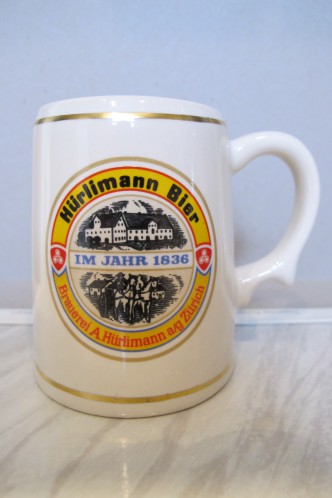 Hürlimann Bier
IM JAHR 1836
Brauerei A. Hürlimann a/g Zürich